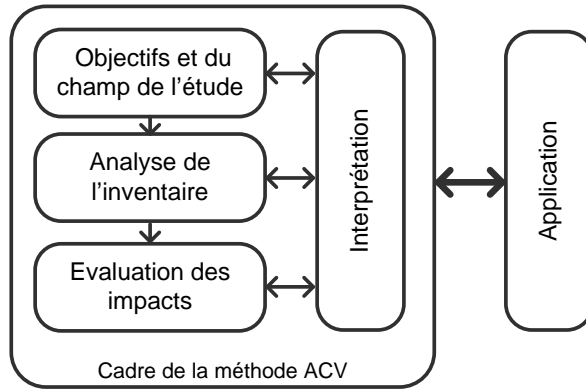 Objectifs et du
champ de l'étude
Analyse de
l'inventaire
Evaluation des
impacts
Interprétation
Application
Cadre de la méthode ACV